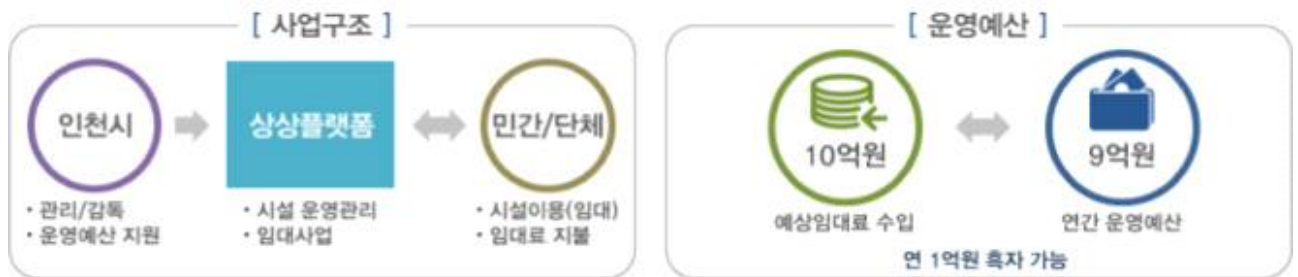 [ 사업구조 ]
인천시
상상플랫폼
민간/단체
• 관리/감독
• 운영예산 지원
• 시설 운영관리
• 임대사업
• 시설이용(임대)
• 임대료 지불
[ 운영예산 ]
10억원
9억원
예상임대료 수입
연간 운영예산
연 1억원 흑자 가능